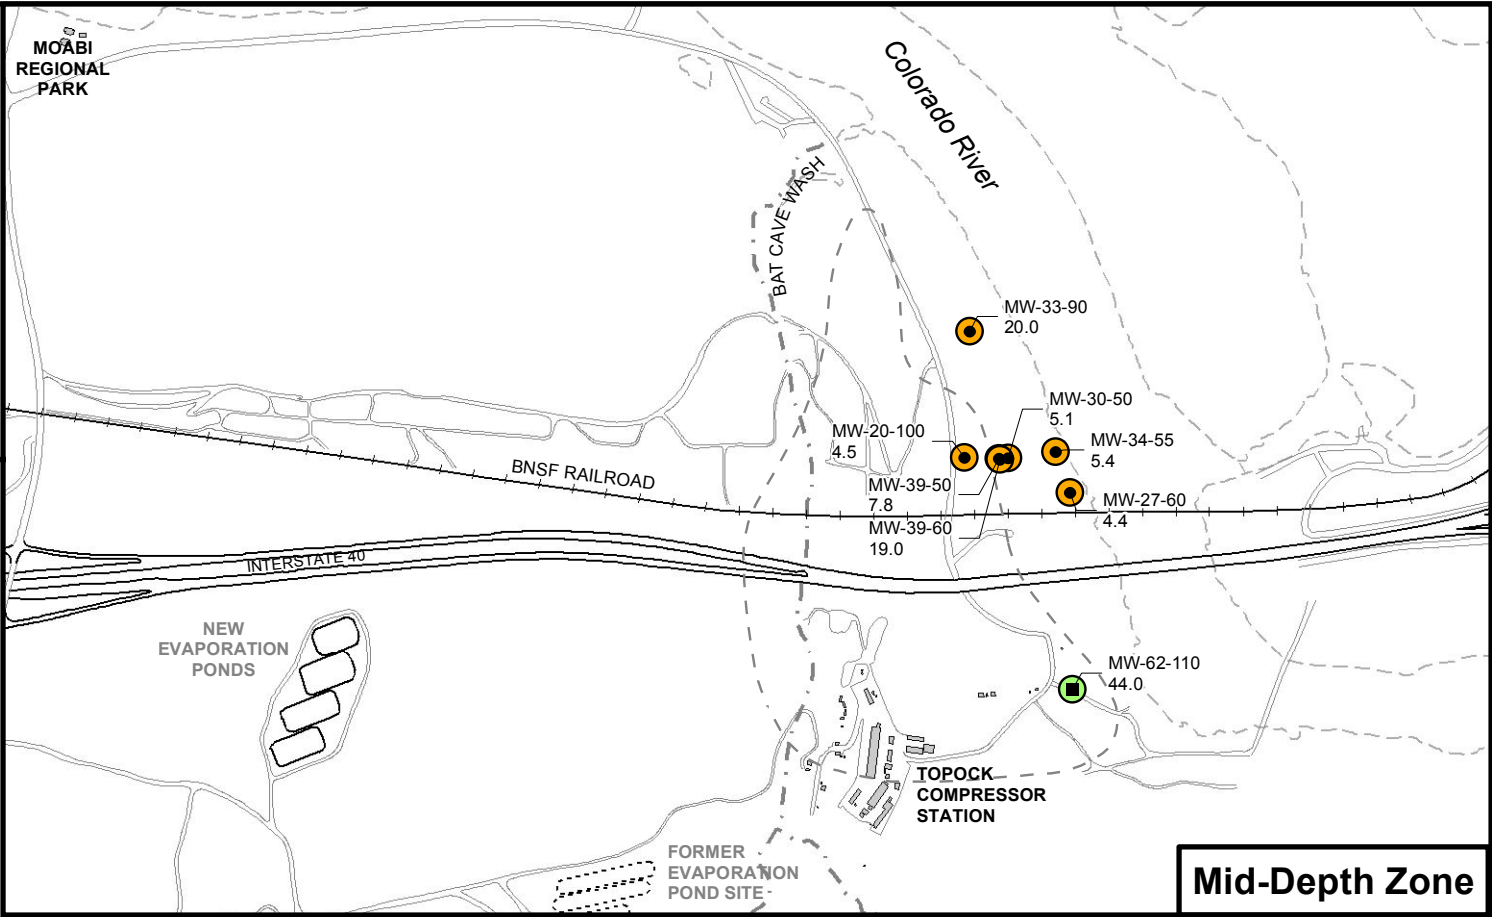 MOABI
REGIONAL
PARK
Colorado River
BAT CAVE WASH
MW-33-90
20.0
MW-30-50
5.1
MW-20-100
4.5
MW-34-55
5.4
BNSF RAILROAD
MW-39-50
7.8
MW-27-60
4.4
MW-39-60
19.0
INTERSTATE 40
NEW
EVAPORATION
PONDS
MW-62-110
44.0
TOPOCK
COMPRESSOR
STATION
FORMER
EVAPORATION
POND SITE
Mid-Depth Zone